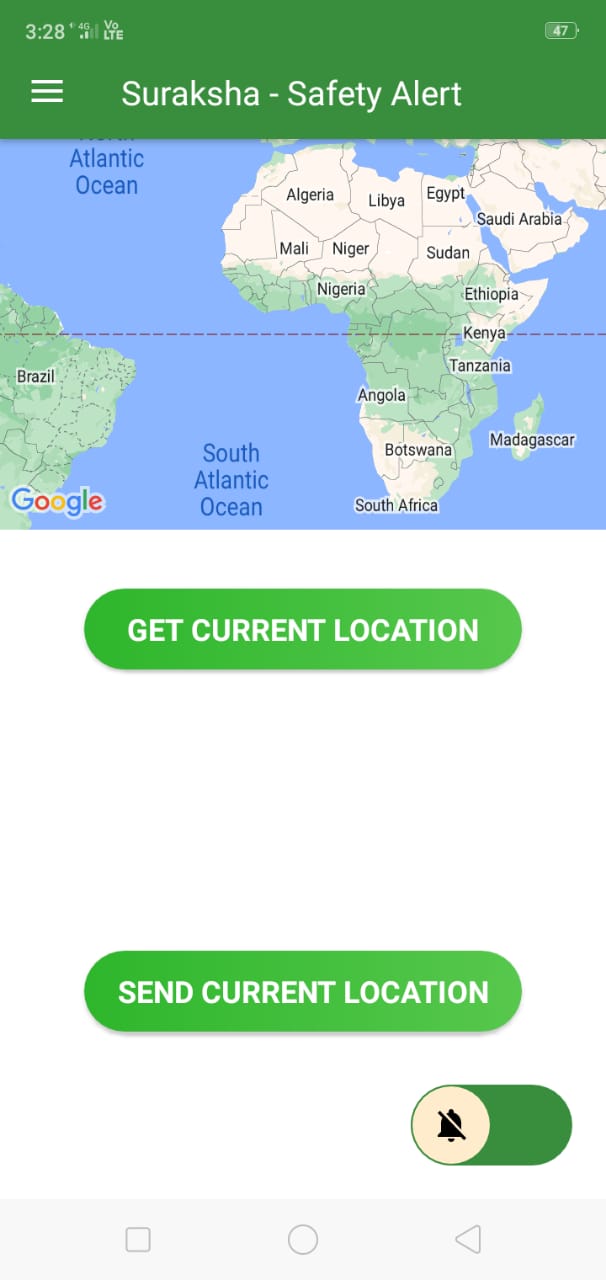 3:28 4G Vo LTE 47
Suraksha - Safety Alert
Atlantic
Ocean
Algeria
Libya
Egypt
Saudi Arabia
Mali
Niger
Sudan
Nigeria
Ethiopia
Kenya
Brazil
Tanzania
Angola
Botswana
Madagascar
South
Atlantic
Ocean
Google
South Africa
GET CURRENT LOCATION
SEND CURRENT LOCATION